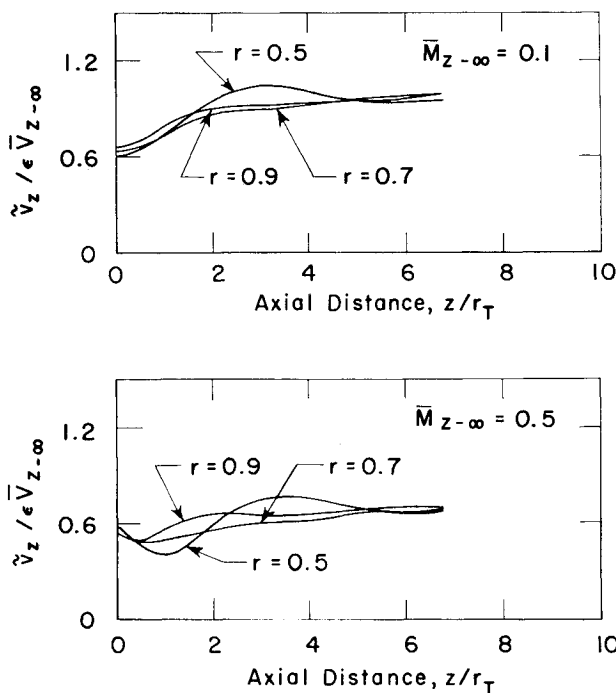 r = 0.5
M̅ z-∞ = 0.1
1.2
0.6
0
r = 0.9
r = 0.7
ṽz / ϵ V̅z-∞
0 2 4 6 8 10
Axial Distance, z/rT
M̅ z-∞ = 0.5
1.2
r = 0.9
r = 0.7
0.6
r = 0.5
0
ṽz / ϵ V̅z-∞
0 2 4 6 8 10
Axial Distance, z/rT